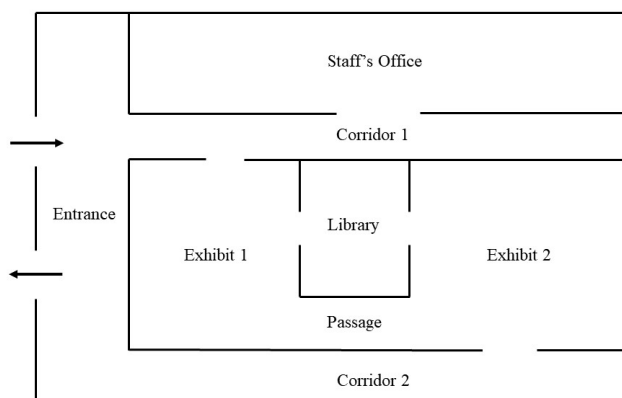 Staff's Office
Corridor 1
Entrance
Library
Exhibit 1
Exhibit 2
Passage
Corridor 2